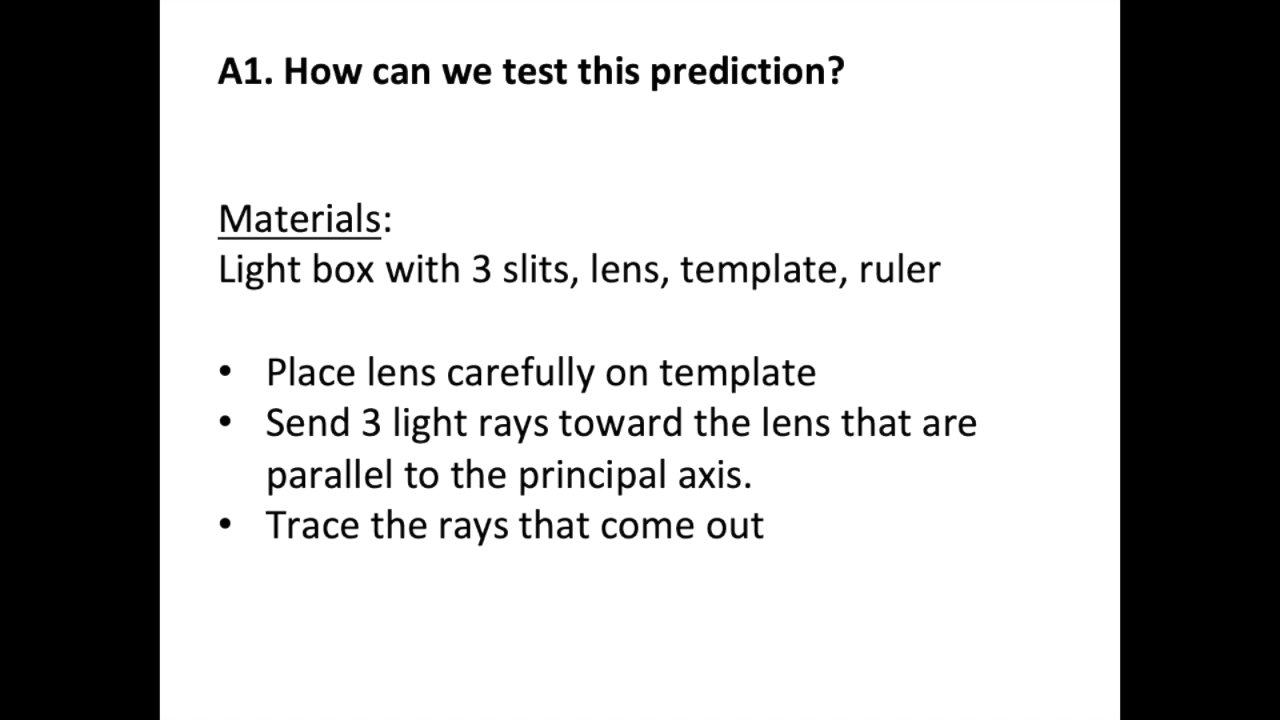 A1. How can we test this prediction?
Materials:
Light box with 3 slits, lens, template, ruler
• Place lens carefully on template
• Send 3 light rays toward the lens that are
parallel to the principal axis.
• Trace the rays that come out